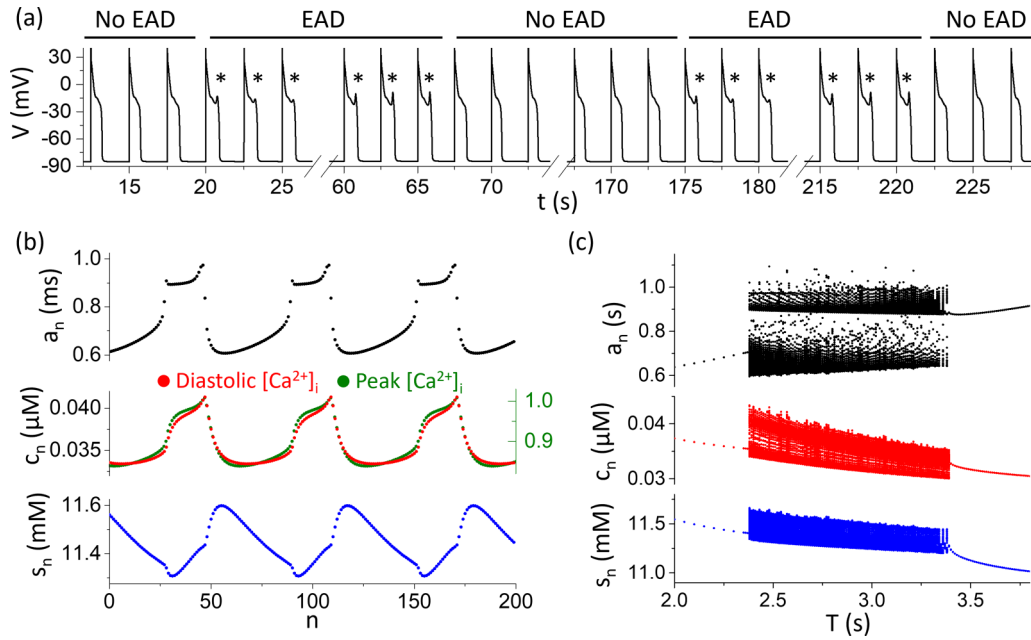 (a)
No EAD EAD No EAD EAD No EAD
30
0
-30
-60
-90
V (mV)
* * * * * * * * * * * *
15 20 25 60 65 70 170 175 180 215 220 225
t (s)
(b)
1.0
0.8
0.6
a_n (ms)
● Diastolic [Ca²⁺]_i ● Peak [Ca²⁺]_i
0.040
0.035
c_n (μM)
1.0
0.9
11.6
11.4
s_n (mM)
0 50 100 150 200
n
(c)
1.0
0.8
0.6
a_n (s)
0.04
0.03
c_n (μM)
11.5
11.0
s_n (mM)
2.0 2.5 3.0 3.5
T (s)